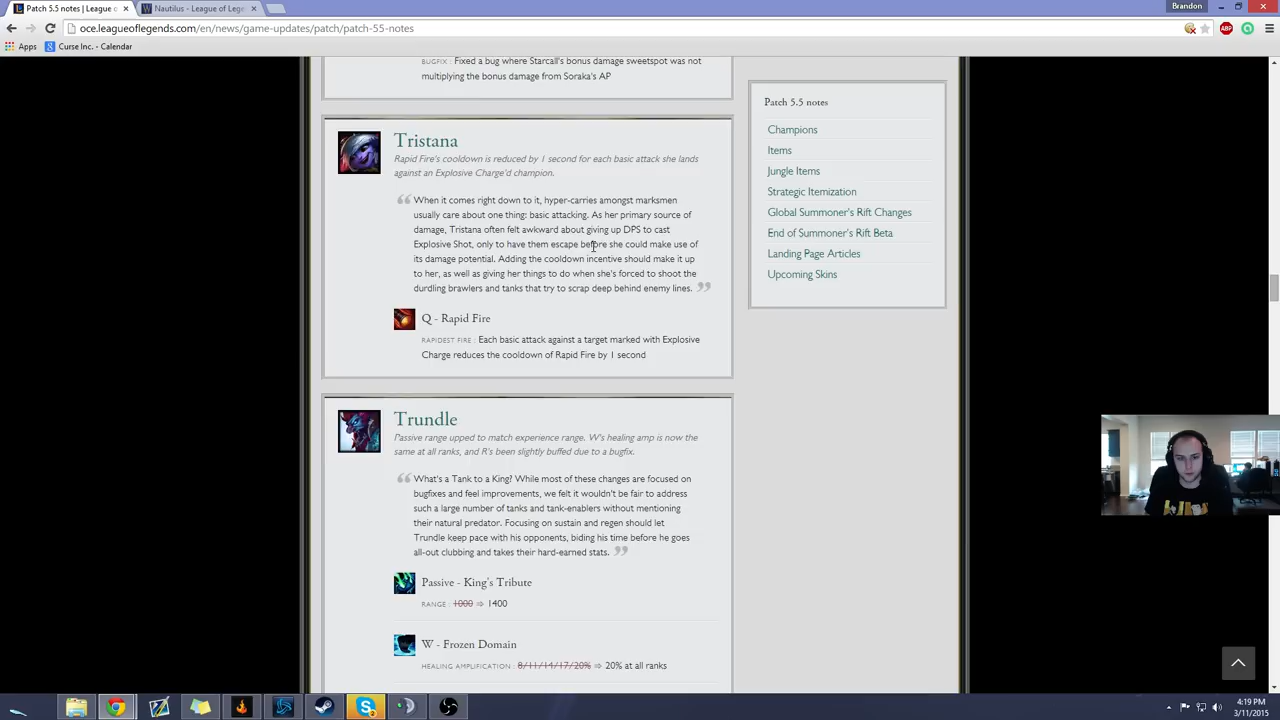 Patch 5.5 notes | League o
Nautilus - League of Lege
Brandon
oce.leagueoflegends.com/en/news/game-updates/patch/patch-55-notes
Apps
Curse Inc. - Calendar
BUGFIX : Fixed a bug where Starcall's bonus damage sweetspot was not
multiplying the bonus damage from Soraka's AP
Tristana
Rapid Fire's cooldown is reduced by 1 second for each basic attack she lands
against an Explosive Charge'd champion.
When it comes right down to it, hyper-carries amongst marksmen
usually care about one thing: basic attacking. As her primary source of
damage, Tristana often felt awkward about giving up DPS to cast
Explosive Shot, only to have them escape before she could make use of
its damage potential. Adding the cooldown incentive should make it up
to her, as well as giving her things to do when she's forced to shoot the
durdling brawlers and tanks that try to scrap deep behind enemy lines.
Q - Rapid Fire
RAPIDEST FIRE : Each basic attack against a target marked with Explosive
Charge reduces the cooldown of Rapid Fire by 1 second
Trundle
Passive range upped to match experience range. W's healing amp is now the
same at all ranks, and R's been slightly buffed due to a bugfix.
What's a Tank to a King? While most of these changes are focused on
bugfixes and feel improvements, we felt it wouldn't be fair to address
such a large number of tanks and tank-enablers without mentioning
their natural predator. Focusing on sustain and regen should let
Trundle keep pace with his opponents, biding his time before he goes
all-out clubbing and takes their hard-earned stats.
Passive - King's Tribute
RANGE : 1000 ⇒ 1400
W - Frozen Domain
HEALING AMPLIFICATION : 8/11/14/17/20% ⇒ 20% at all ranks
Patch 5.5 notes
Champions
Items
Jungle Items
Strategic Itemization
Global Summoner's Rift Changes
End of Summoner's Rift Beta
Landing Page Articles
Upcoming Skins
4:19 PM
3/11/2015